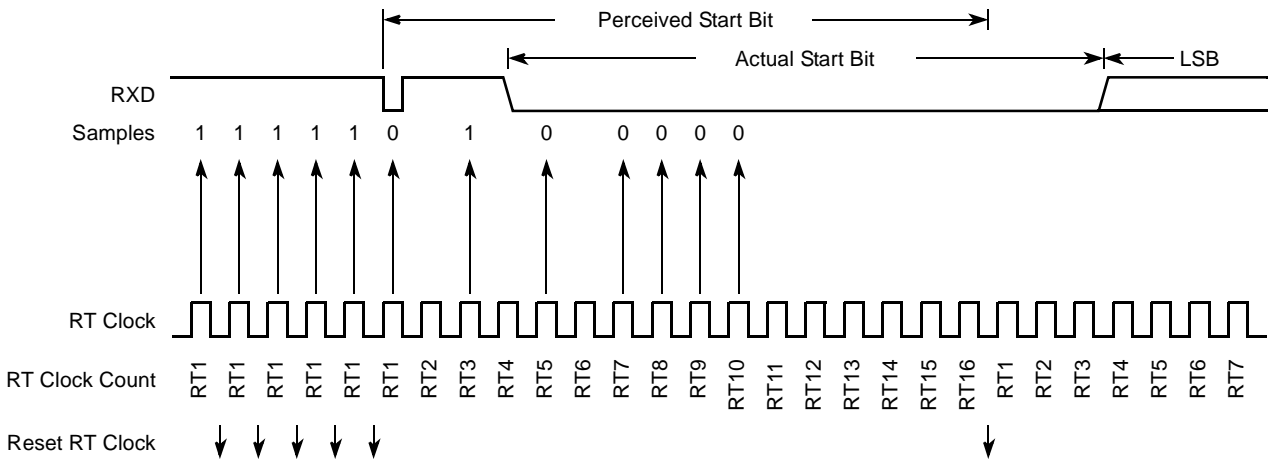 Perceived Start Bit
Actual Start Bit
LSB
RXD
Samples 1 1 1 1 1 0 1 0 0 0 0 0
RT Clock
RT Clock Count RT1 RT1 RT1 RT1 RT1 RT1 RT2 RT3 RT4 RT5 RT6 RT7 RT8 RT9 RT10 RT11 RT12 RT13 RT14 RT15 RT16 RT1 RT2 RT3 RT4 RT5 RT6 RT7
Reset RT Clock